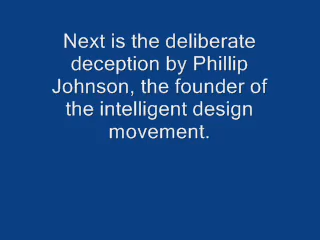 Next is the deliberate
deception by Phillip
Johnson, the founder of
the intelligent design
movement.